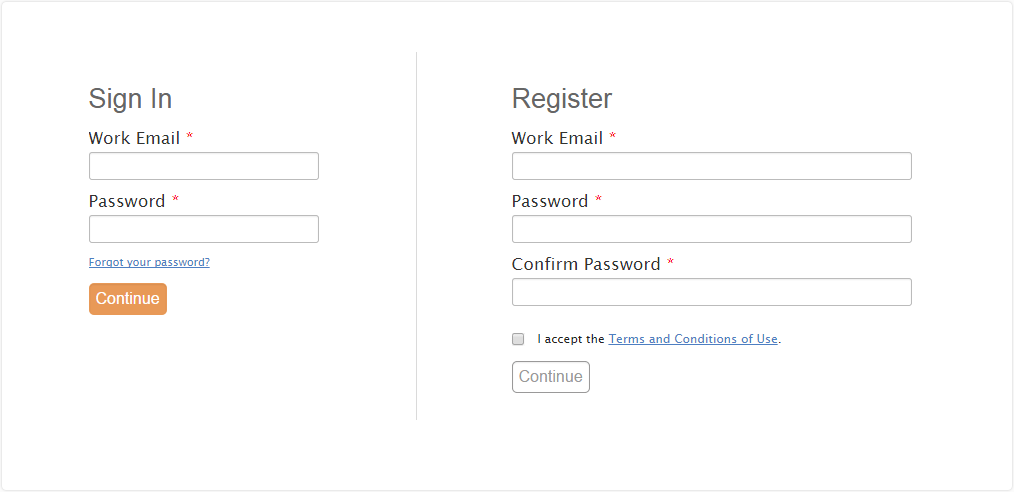 Sign In
Work Email *
Password *
Forgot your password?
Continue
Register
Work Email *
Password *
Confirm Password *
I accept the Terms and Conditions of Use.
Continue